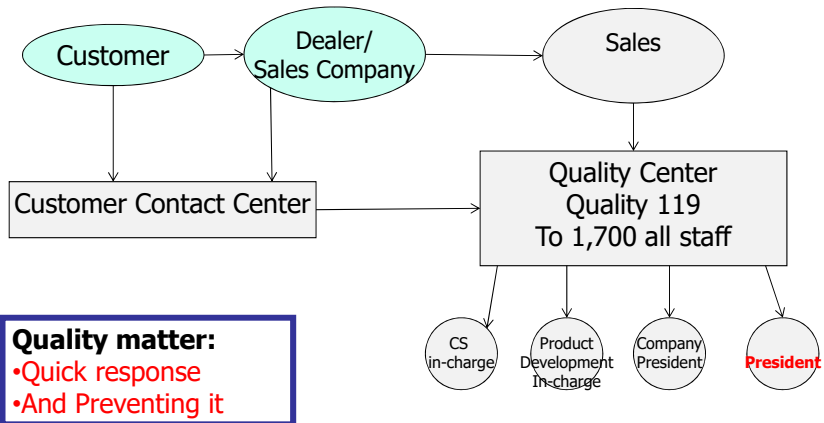 Customer
Dealer/
Sales Company
Sales
Customer Contact Center
Quality Center
Quality 119
To 1,700 all staff
CS
in-charge
Product
Development
In-charge
Company
President
President
Quality matter:
•Quick response
•And Preventing it